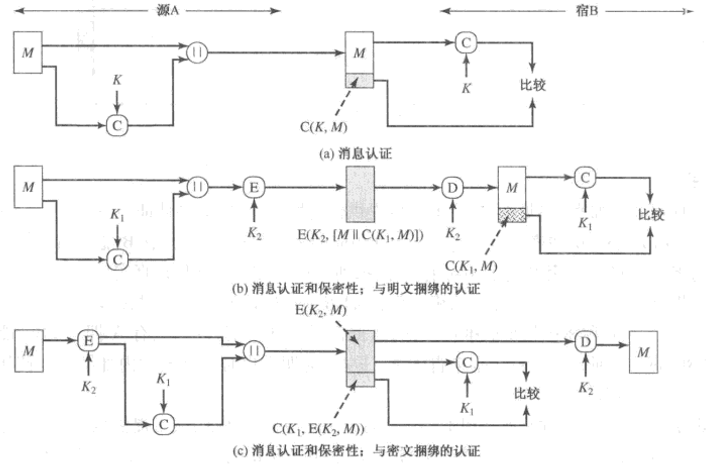 源A 宿B
M || M C
K C K 比较
C(K, M)
(a) 消息认证
M || E D M C
K₁ C K₂ E(K₂, [M || C(K₁, M)]) K₂ K₁ 比较
C(K₁, M)
(b) 消息认证和保密性；与明文捆绑的认证
E(K₂, M)
M E || D M
K₂ K₁ C C K₁ 比较 K₂
C(K₁, E(K₂, M))
(c) 消息认证和保密性；与密文捆绑的认证